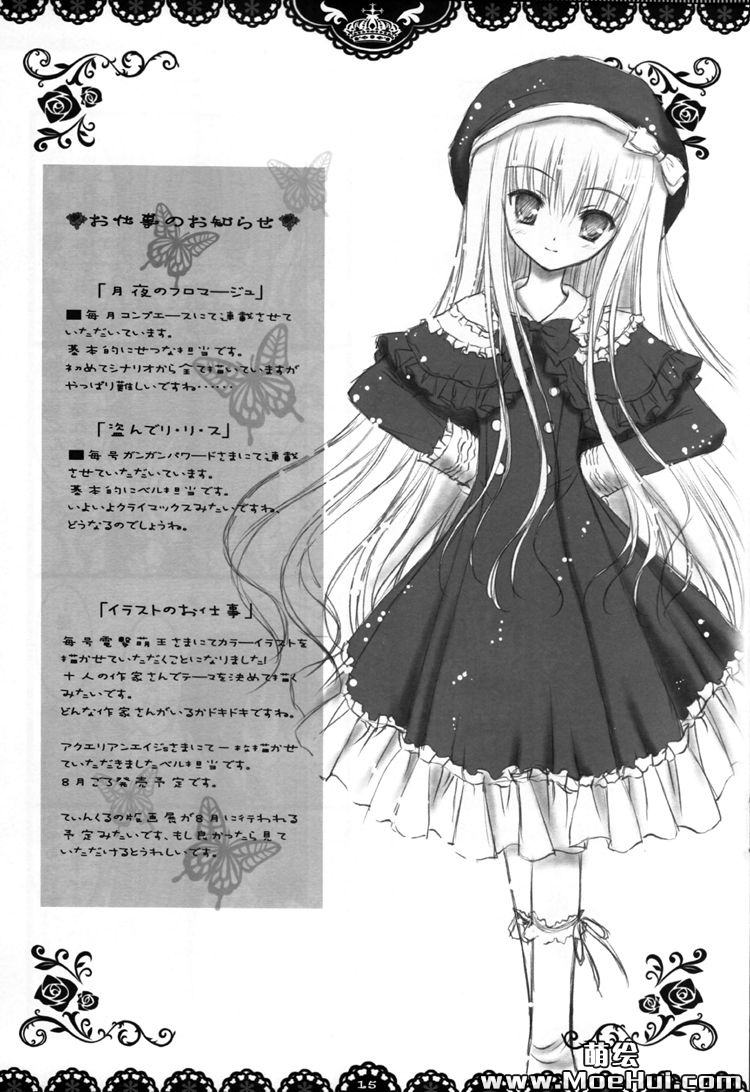 お仕事のお知らせ
「月夜のフロマージュ」
■毎月コンプエースにて連載させて
いただいています。
基本的にせつな担当です。
初めてシナリオから全て描いていますが
やっぱり難しいですね……
「盗んでリ・リ・ス」
■毎号ガンガンパワードさまにて連載
させていただいています。
基本的にベル担当です。
いよいよクライマックスみたいですね、
どうなるのでしょうね。
「イラストのお仕事」
毎号電撃萌王さまにてカラーイラストを
描かせていただくことになりました!
十人の作家さんでテーマを決めて描く
みたいです。
どんな作家さんがいるかドキドキですね。
アクエリアンエイジさまにて一枚描かせ
ていただきましたベル担当です。
8月ごろ発売予定です。
てぃんくるの版画展が8月に行われる
予定みたいです、もし良かったら見て
いただけるとうれしいです。
15
萌绘
www.MoeHui.com